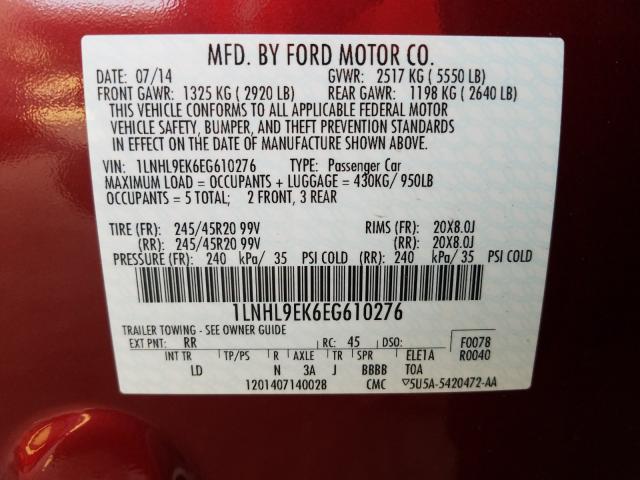 MFD. BY FORD MOTOR CO.
DATE: 07/14 GVWR: 2517 KG ( 5550 LB)
FRONT GAWR: 1325 KG ( 2920 LB) REAR GAWR: 1198 KG ( 2640 LB)
THIS VEHICLE CONFORMS TO ALL APPLICABLE FEDERAL MOTOR
VEHICLE SAFETY, BUMPER, AND THEFT PREVENTION STANDARDS
IN EFFECT ON THE DATE OF MANUFACTURE SHOWN ABOVE.
VIN: 1LNHL9EK6EG610276 TYPE: Passenger Car
MAXIMUM LOAD = OCCUPANTS + LUGGAGE = 430KG/ 950LB
OCCUPANTS = 5 TOTAL; 2 FRONT, 3 REAR
TIRE (FR): 245/45R20 99V RIMS (FR): 20X8.0J
(RR): 245/45R20 99V (RR): 20X8.0J
PRESSURE (FR): 240 kPa/ 35 PSI COLD (RR): 240 kPa/ 35 PSI COLD
1LNHL9EK6EG610276
TRAILER TOWING - SEE OWNER GUIDE
EXT PNT: RR RC: 45 DSO: F0078
INT TR TP/PS R AXLE TR SPR ELE1A R0040
LD N 3A J BBBB TOA
1201407140028 CMC ▽5U5A-5420472-AA